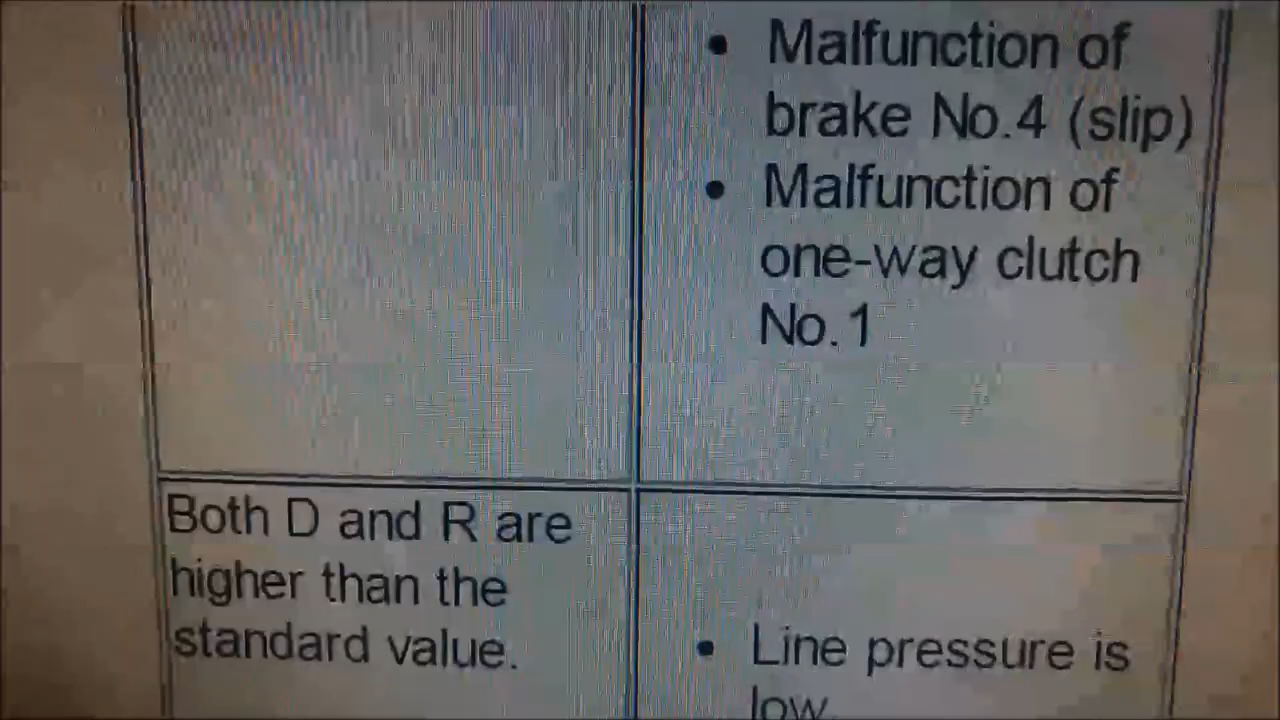 • Malfunction of
brake No.4 (slip)
• Malfunction of
one-way clutch
No.1
Both D and R are
higher than the
standard value.
• Line pressure is
low